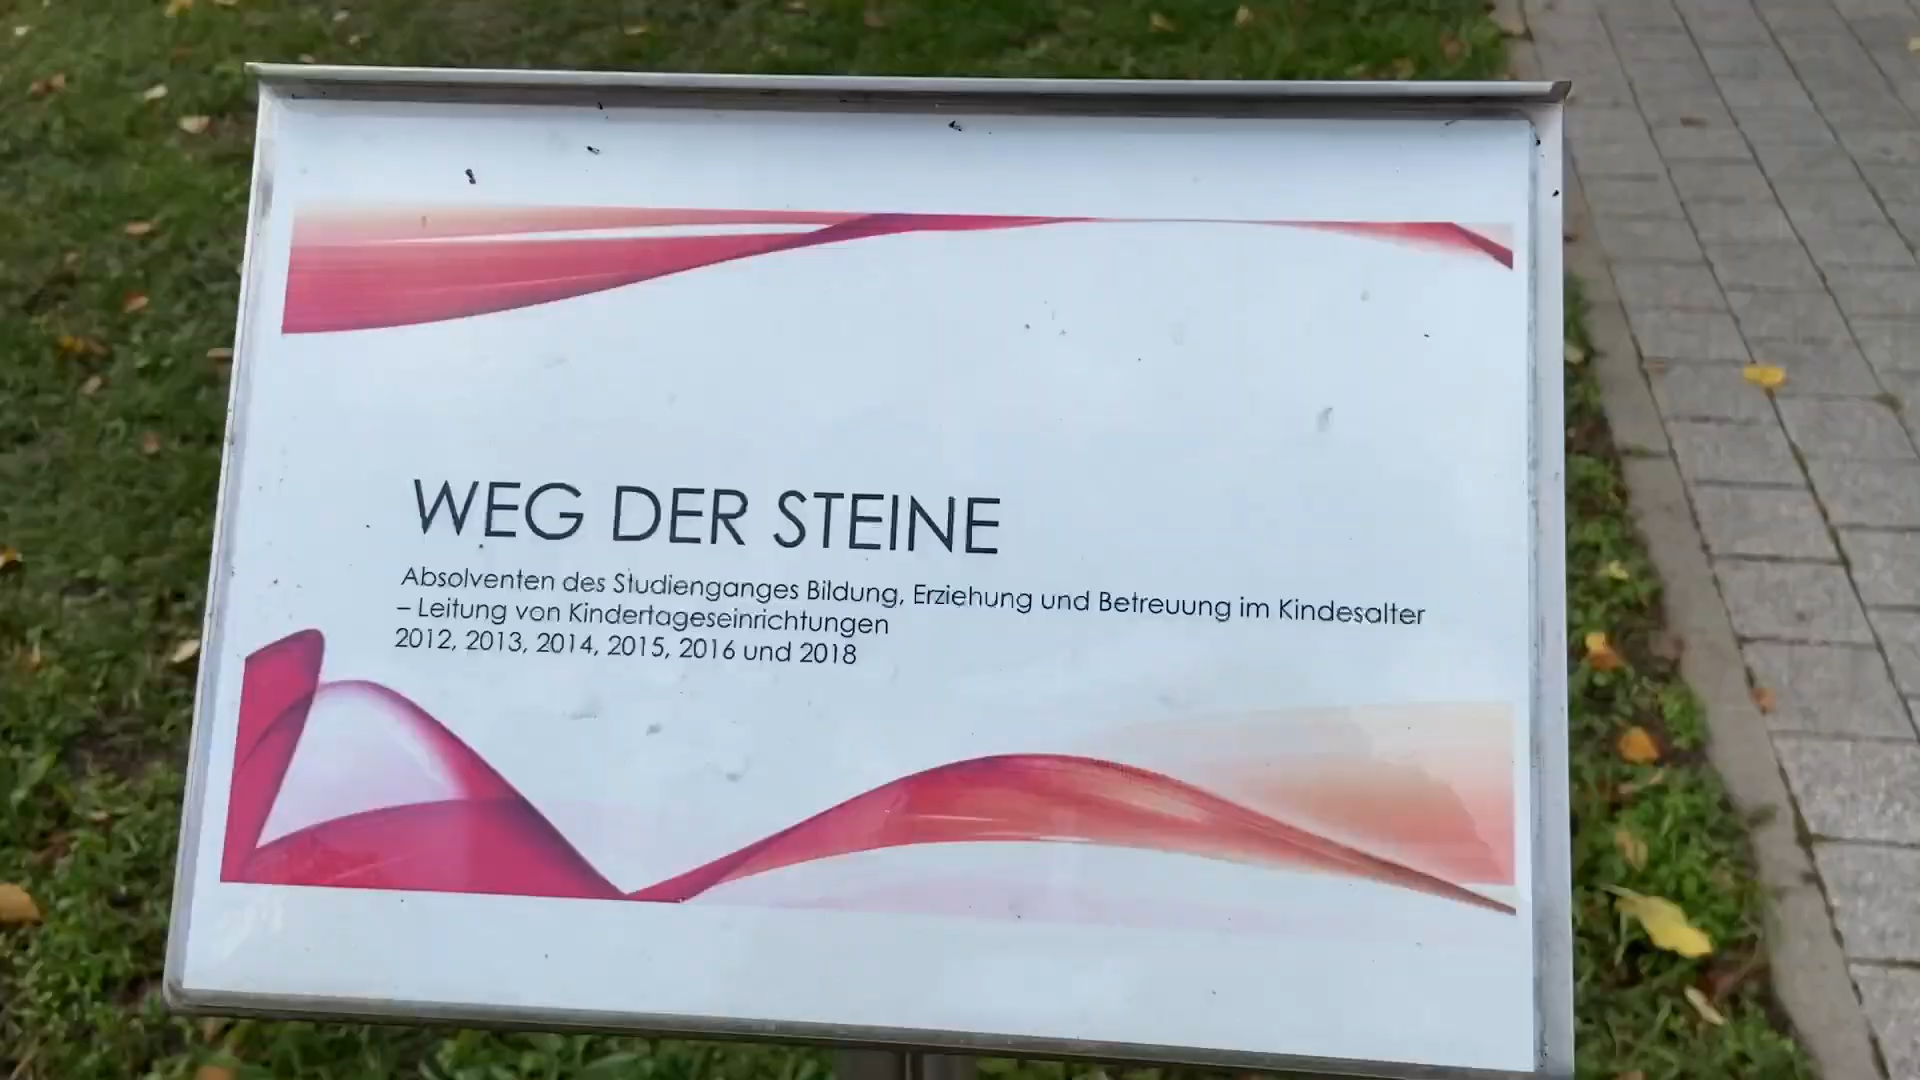 WEG DER STEINE
Absolventen des Studienganges Bildung, Erziehung und Betreuung im Kindesalter
– Leitung von Kindertageseinrichtungen
2012, 2013, 2014, 2015, 2016 und 2018